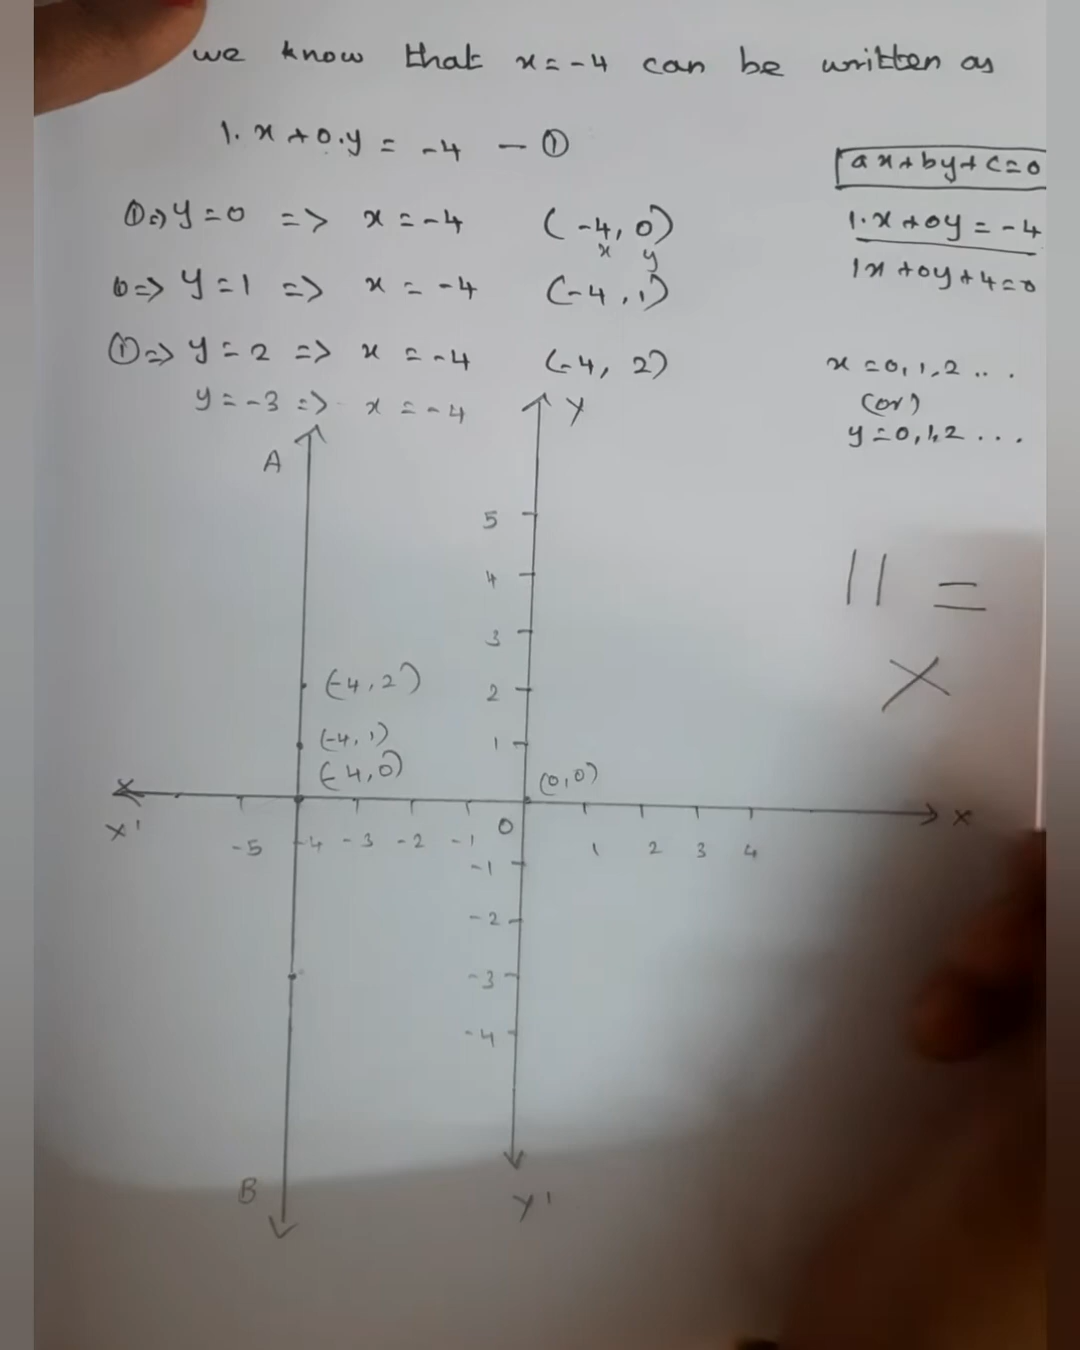 we know that x = -4 can be written as
1. x + 0.y = -4 — ①
ax + by + c = 0
①=> y = 0 => x = -4 (-4, 0)
x y
1.x + 0y = -4
①=> y = 1 => x = -4 (-4, 1)
1x + 0y + 4 = 0
①=> y = 2 => x = -4 (-4, 2)
x = 0, 1, 2 ...
y = -3 => x = -4
(or)
y = 0, 1, 2 ...
Y
A
5
4
|| =
3
(-4, 2)
2
(-4, 1)
1
(-4, 0)
(0,0)
X' X
0
-5 -4 -3 -2 -1 1 2 3 4
-1
-2
-3
-4
B
Y'